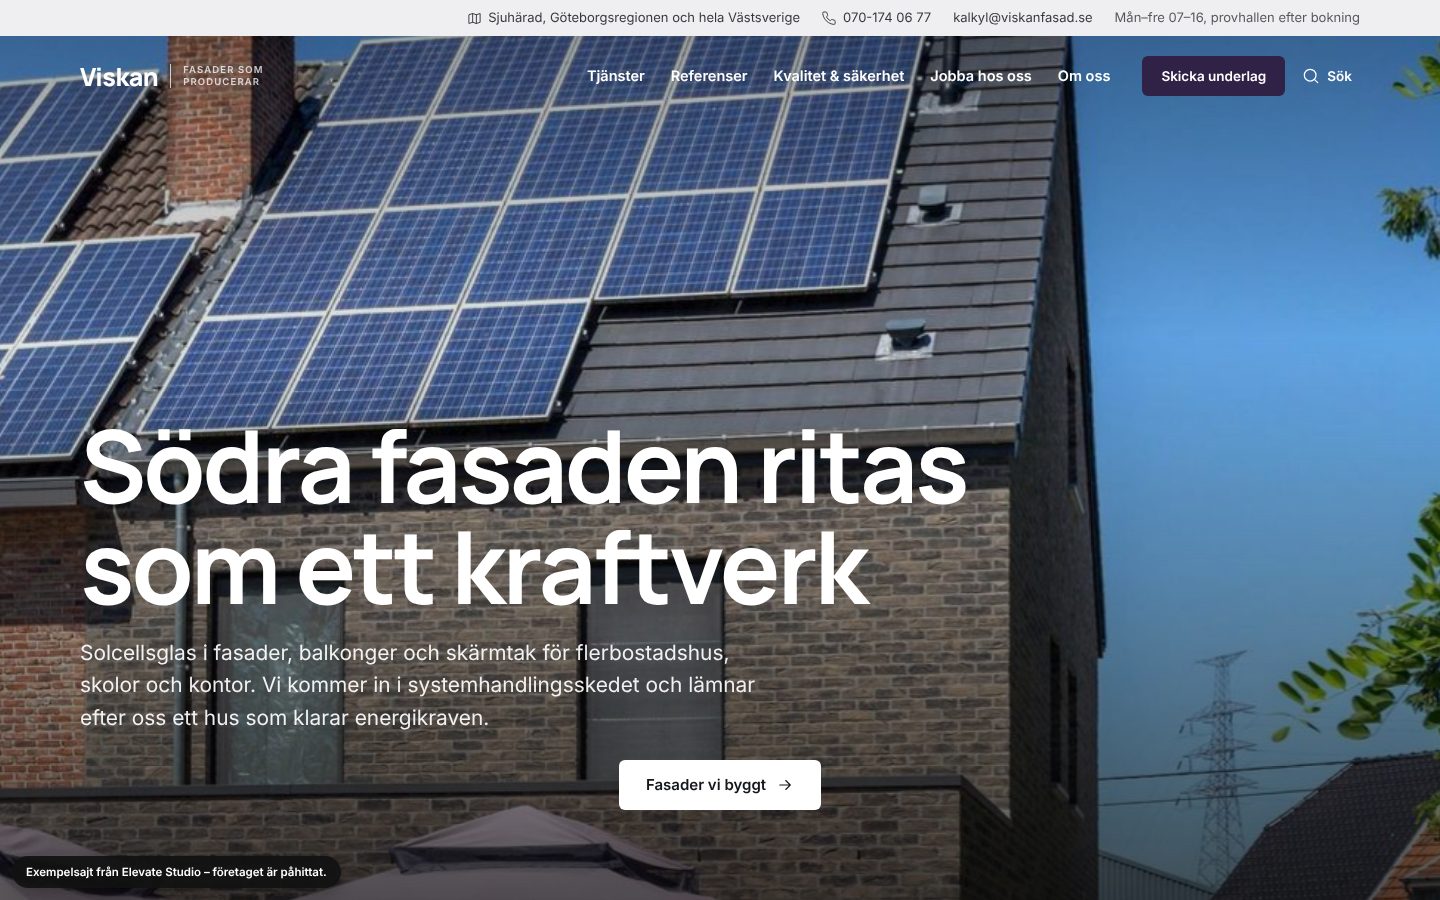 Sjuhärad, Göteborgsregionen och hela Västsverige 070-174 06 77 kalkyl@viskanfasad.se Mån–fre 07–16, provhallen efter bokning
Viskan FASADER SOM
PRODUCERAR
Tjänster Referenser Kvalitet & säkerhet Jobba hos oss Om oss Skicka underlag Sök
Södra fasaden ritas
som ett kraftverk
Solcellsglas i fasader, balkonger och skärmtak för flerbostadshus,
skolor och kontor. Vi kommer in i systemhandlingsskedet och lämnar
efter oss ett hus som klarar energikraven.
Fasader vi byggt
Exempelsajt från Elevate Studio – företaget är påhittat.